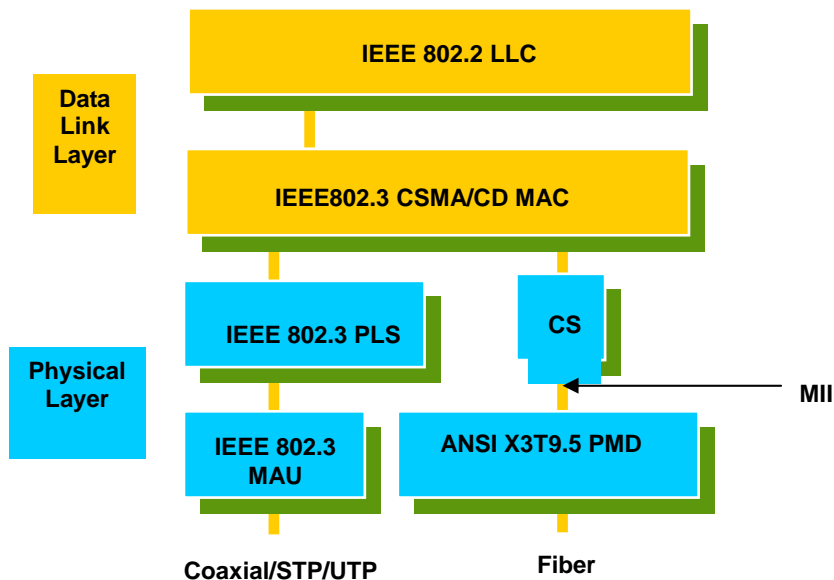 IEEE 802.2 LLC
Data
Link
Layer
IEEE802.3 CSMA/CD MAC
IEEE 802.3 PLS
CS
Physical
Layer
MII
IEEE 802.3
MAU
ANSI X3T9.5 PMD
Coaxial/STP/UTP
Fiber